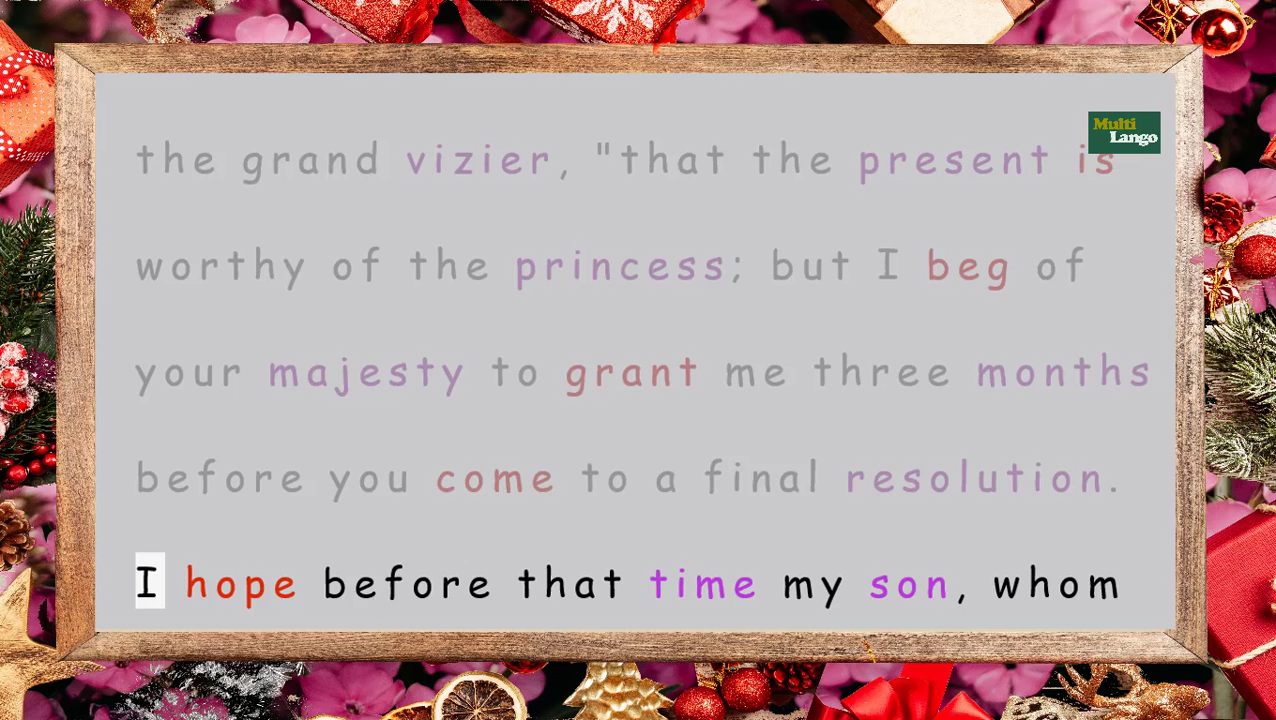 Multi
Lango
the grand vizier, "that the present is
worthy of the princess; but I beg of
your majesty to grant me three months
before you come to a final resolution.
I hope before that time my son, whom